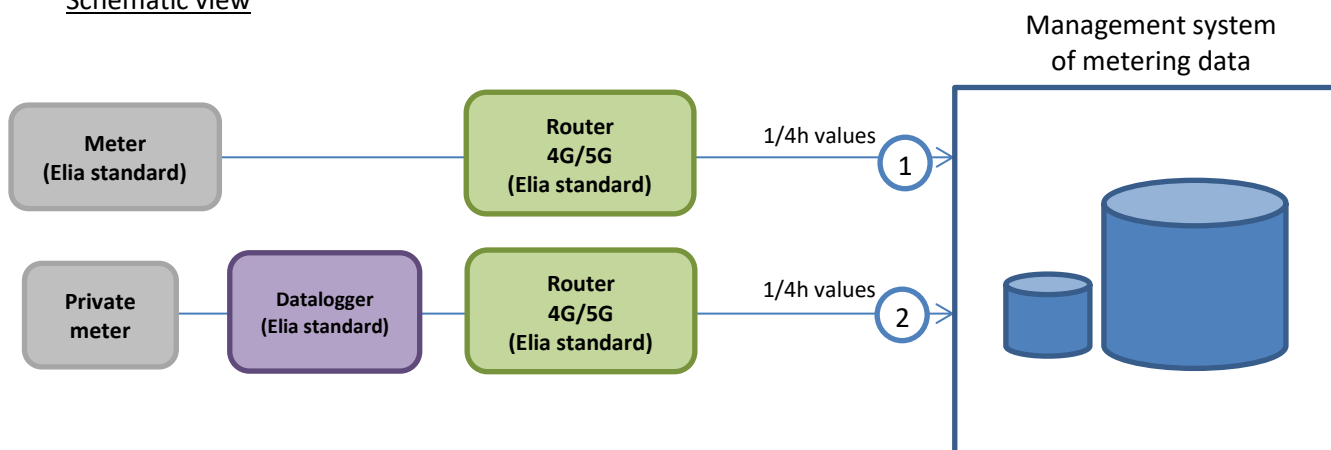 Schematic view
Management system
of metering data
Meter
(Elia standard)
Router
4G/5G
(Elia standard)
1/4h values
1
Private
meter
Datalogger
(Elia standard)
Router
4G/5G
(Elia standard)
1/4h values
2